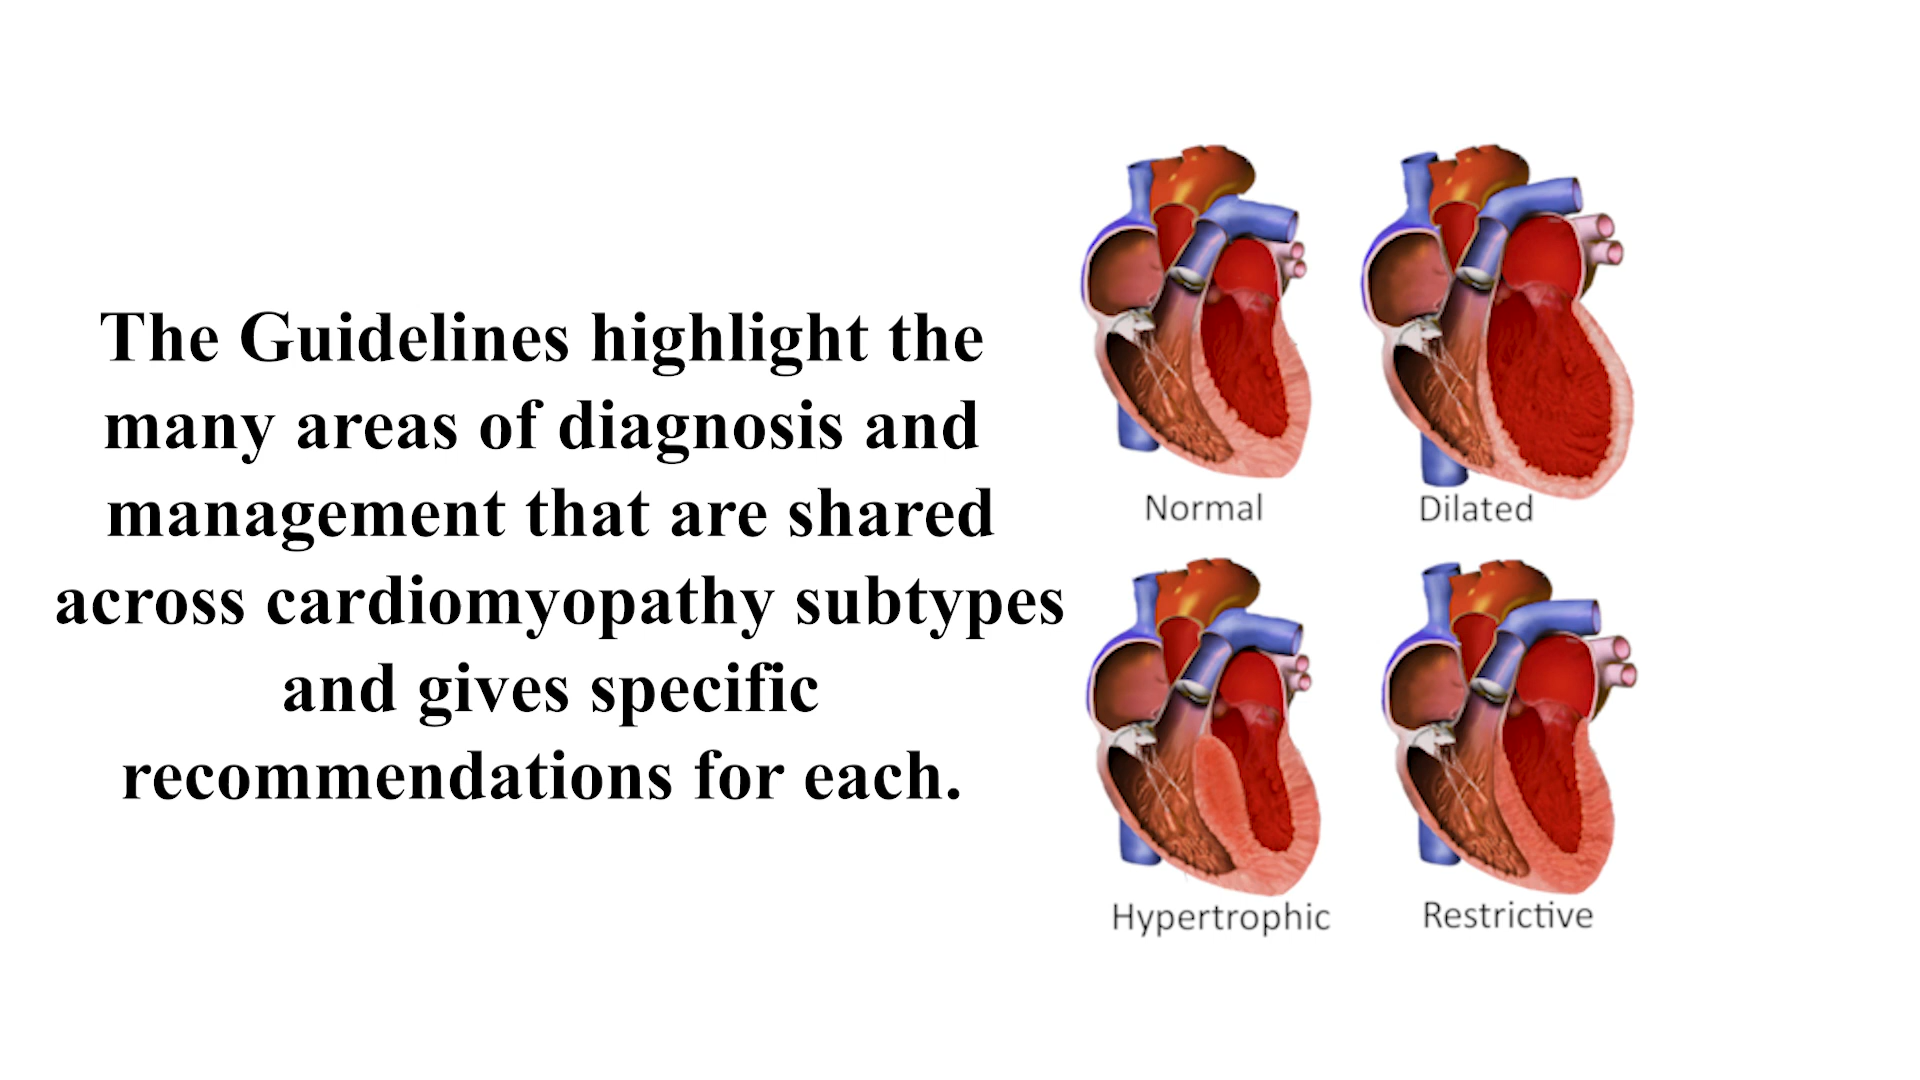 The Guidelines highlight the
many areas of diagnosis and
management that are shared
across cardiomyopathy subtypes
and gives specific
recommendations for each.
Normal
Dilated
Hypertrophic
Restrictive